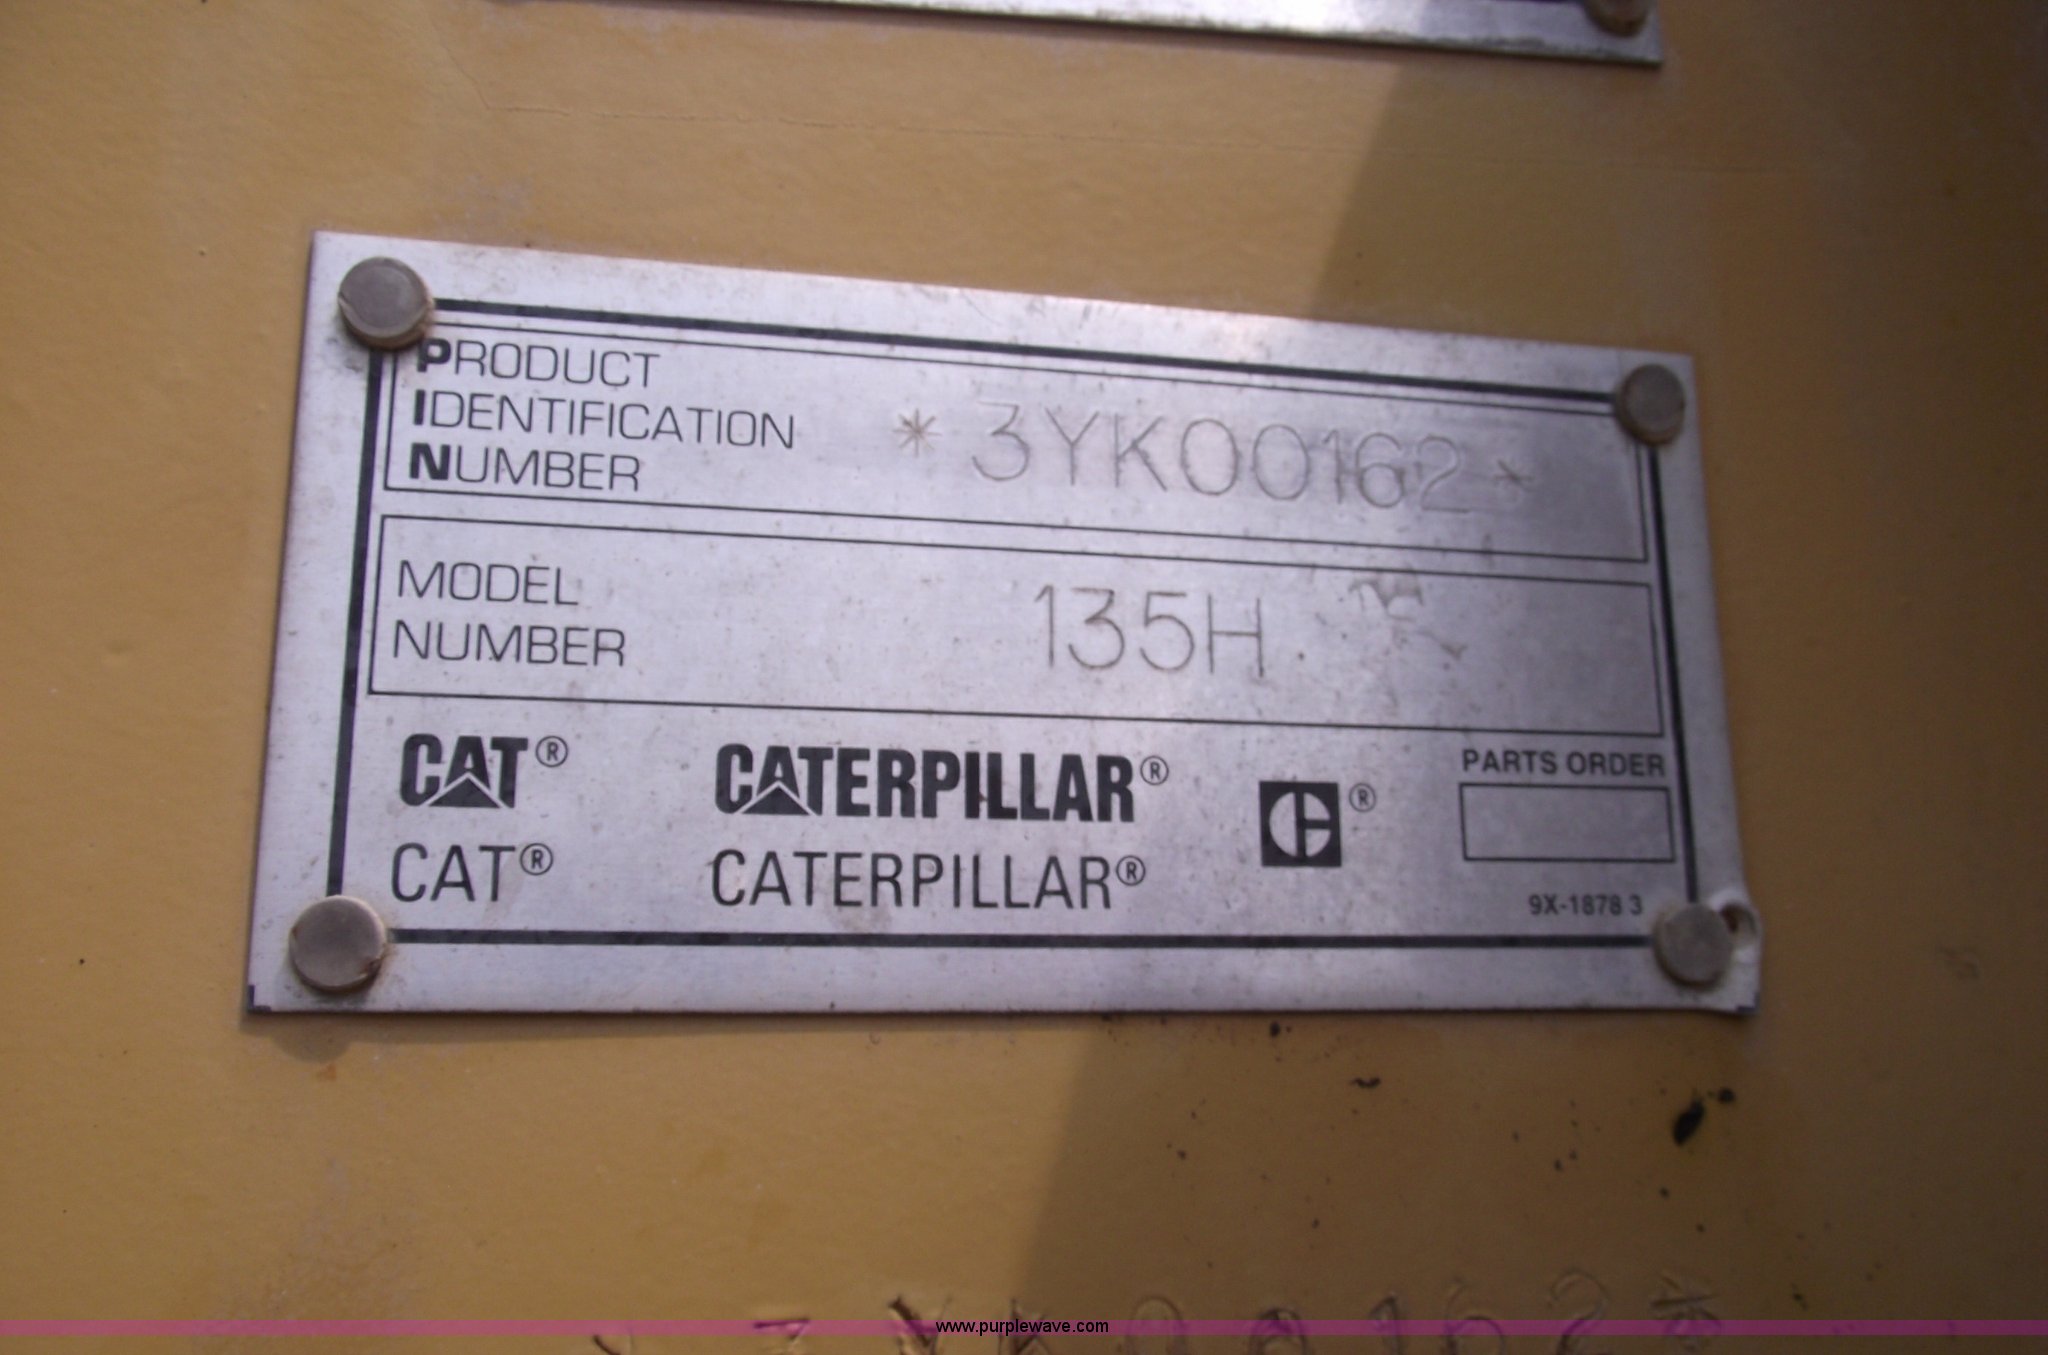 PRODUCT
IDENTIFICATION
NUMBER
*3YK00162*
MODEL
NUMBER
135H
CAT® CATERPILLAR® ®
CAT® CATERPILLAR®
PARTS ORDER
9X-1878 3
*3YK00162*
www.purplewave.com